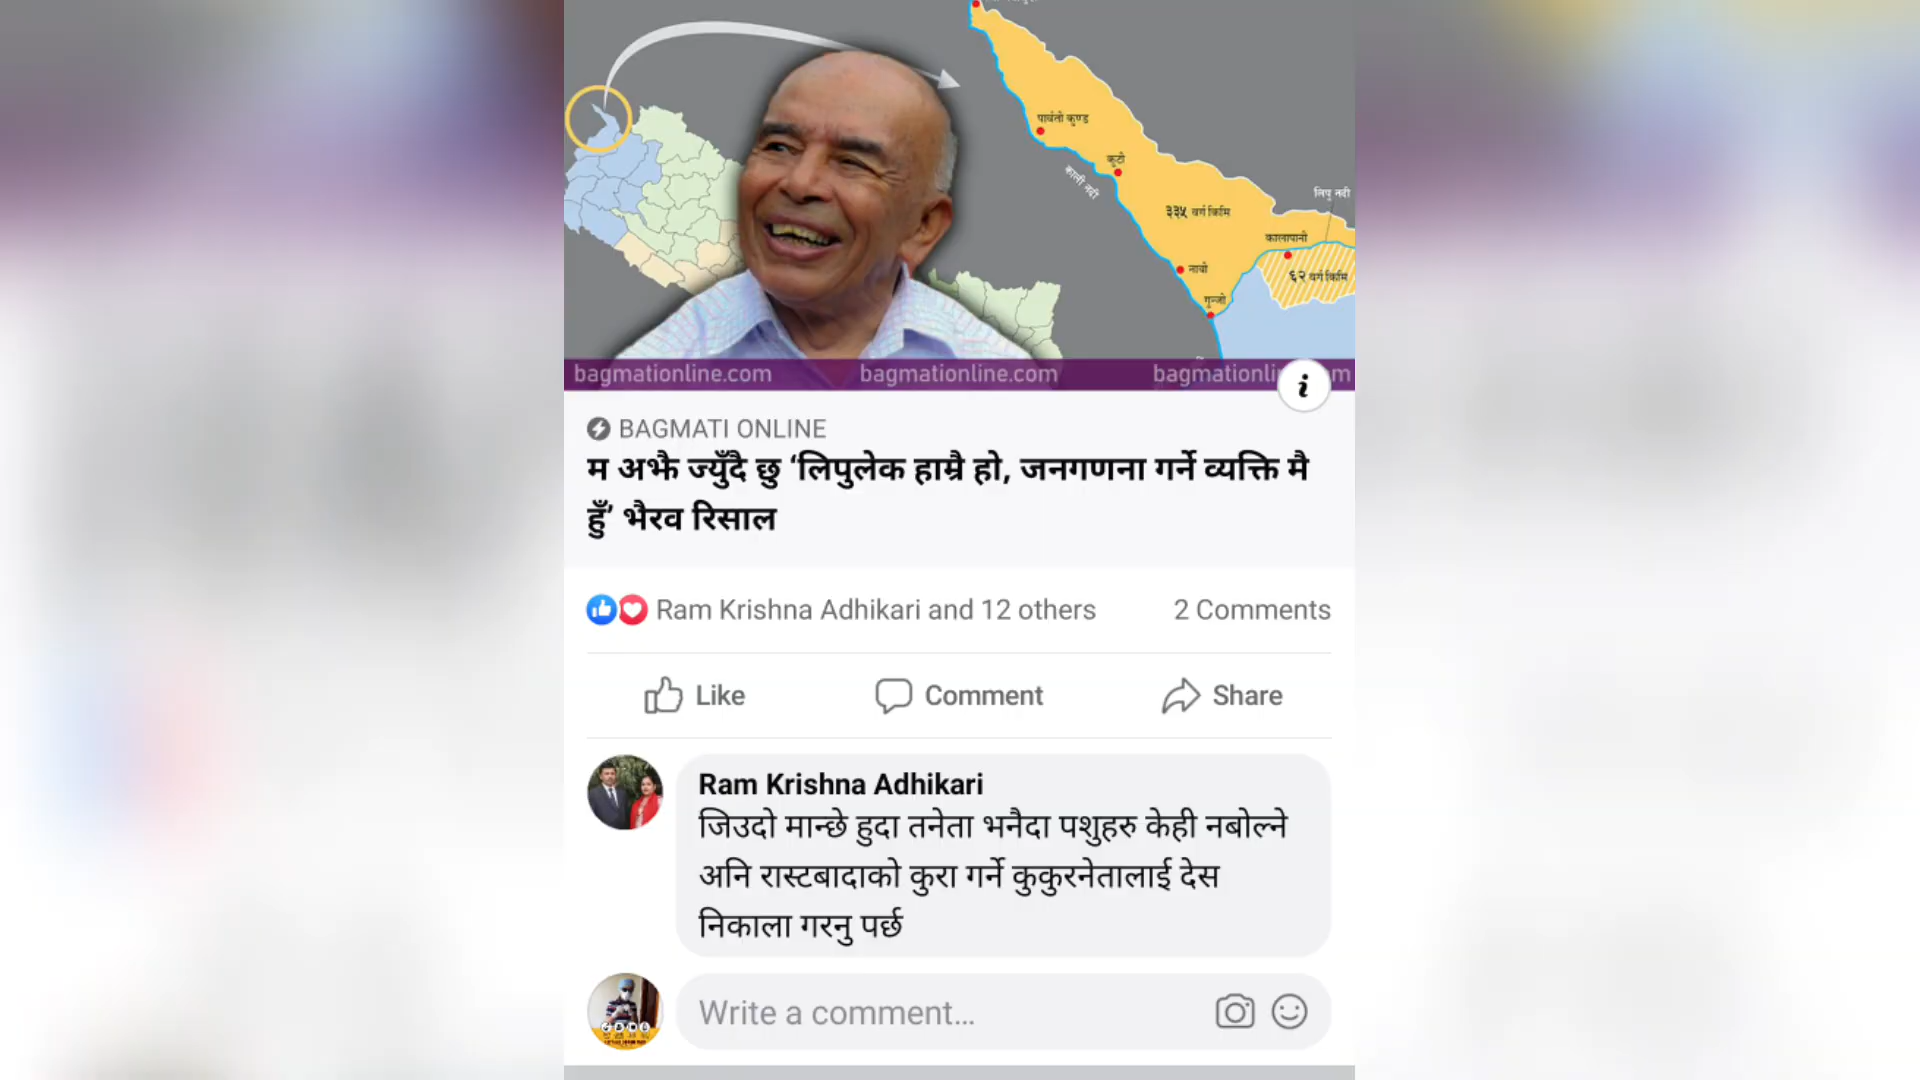 पार्वती कुण्ड
कुटी
काली नदी
लिपु नदी
३३५ वर्ग किमि
कालापानी
नाबी
६२ वर्ग किमि
गुन्जी
bagmationline.com bagmationline.com bagmationli m
i
BAGMATI ONLINE
म अझै ज्युँदै छु ‘लिपुलेक हाम्रै हो, जनगणना गर्ने व्यक्ति मै
हुँ’ भैरव रिसाल
Ram Krishna Adhikari and 12 others 2 Comments
Like Comment Share
Ram Krishna Adhikari
जिउदो मान्छे हुदा तनेता भनैदा पशुहरु केही नबोल्ने
अनि रास्टबादाको कुरा गर्ने कुकुरनेतालाई देस
निकाला गरनु पर्छ
Write a comment...